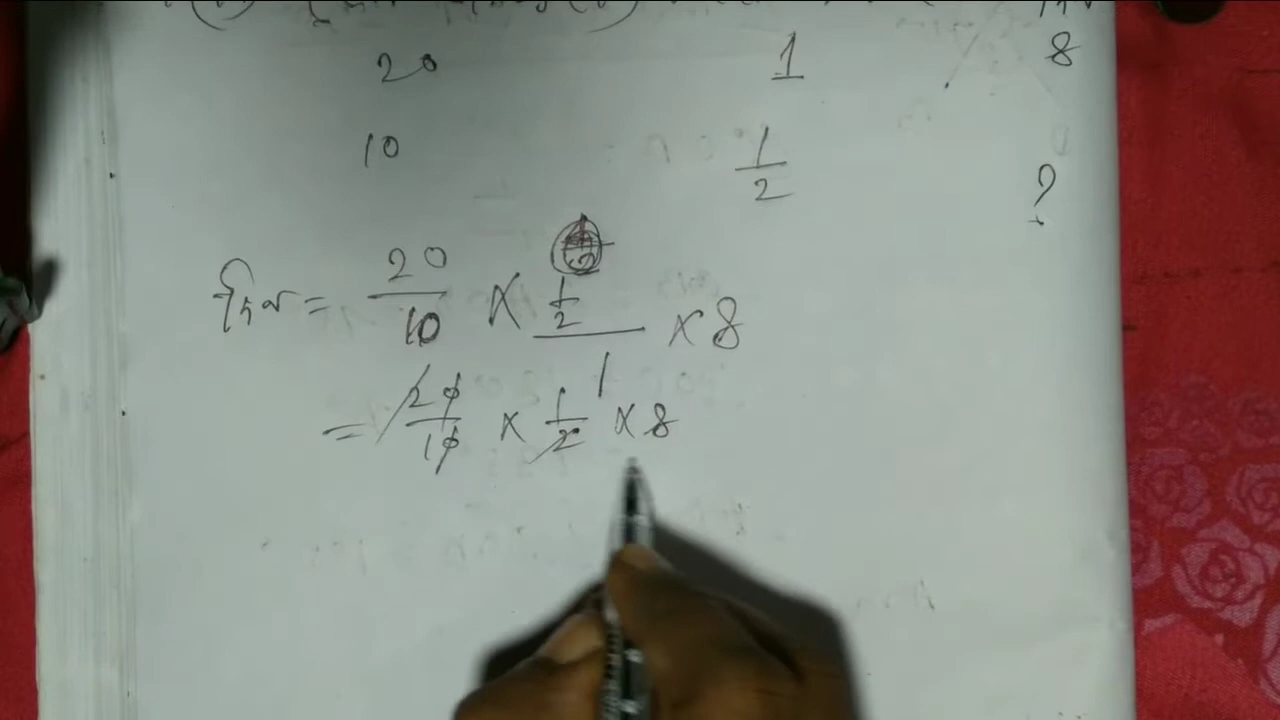 20 1 8
10 1/2 ?
দিন = 20/10 × 1/2/1 × 8
= 20/10 × 1/2 × 8